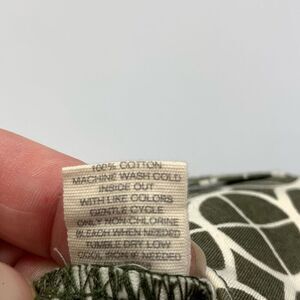 100% COTTON
MACHINE WASH COLD
INSIDE OUT
WITH LIKE COLORS
GENTLE CYCLE
ONLY NON CHLORINE
BLEACH WHEN NEEDED
TUMBLE DRY LOW
COOL IRON IF NEEDED